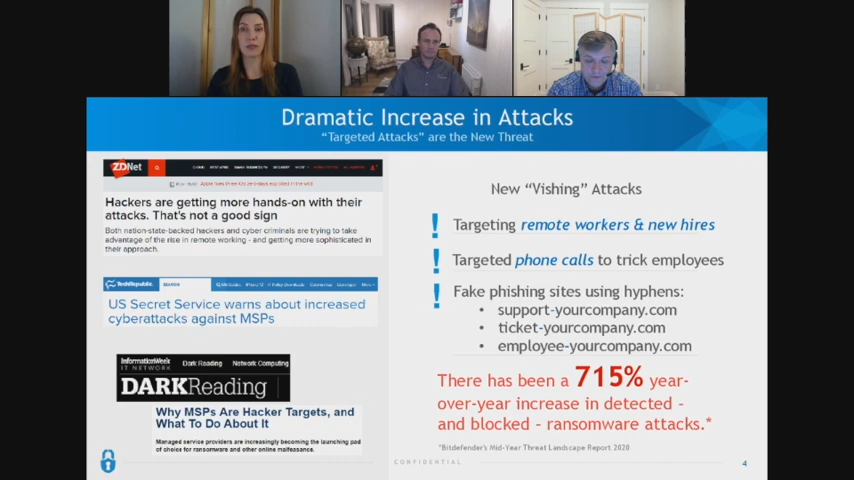 Dramatic Increase in Attacks
"Targeted Attacks" are the New Threat
ZDNet
Hackers are getting more hands-on with their
attacks. That's not a good sign
Both nation-state-backed hackers and cyber criminals are trying to take
advantage of the rise in remote working - and getting more sophisticated in
their approach.
TechRepublic. SEARCH
US Secret Service warns about increased
cyberattacks against MSPs
InformationWeek
IT NETWORK
Dark Reading Network Computing
DARKReading
Why MSPs Are Hacker Targets, and
What To Do About It
Managed service providers are increasingly becoming the launching pad
of choice for ransomware and other online malfeasance.
New "Vishing" Attacks
! Targeting remote workers & new hires
! Targeted phone calls to trick employees
! Fake phishing sites using hyphens:
• support-yourcompany.com
• ticket-yourcompany.com
• employee-yourcompany.com
There has been a 715% year-
over-year increase in detected -
and blocked - ransomware attacks.*
*Bitdefender's Mid-Year Threat Landscape Report 2020
CONFIDENTIAL
4